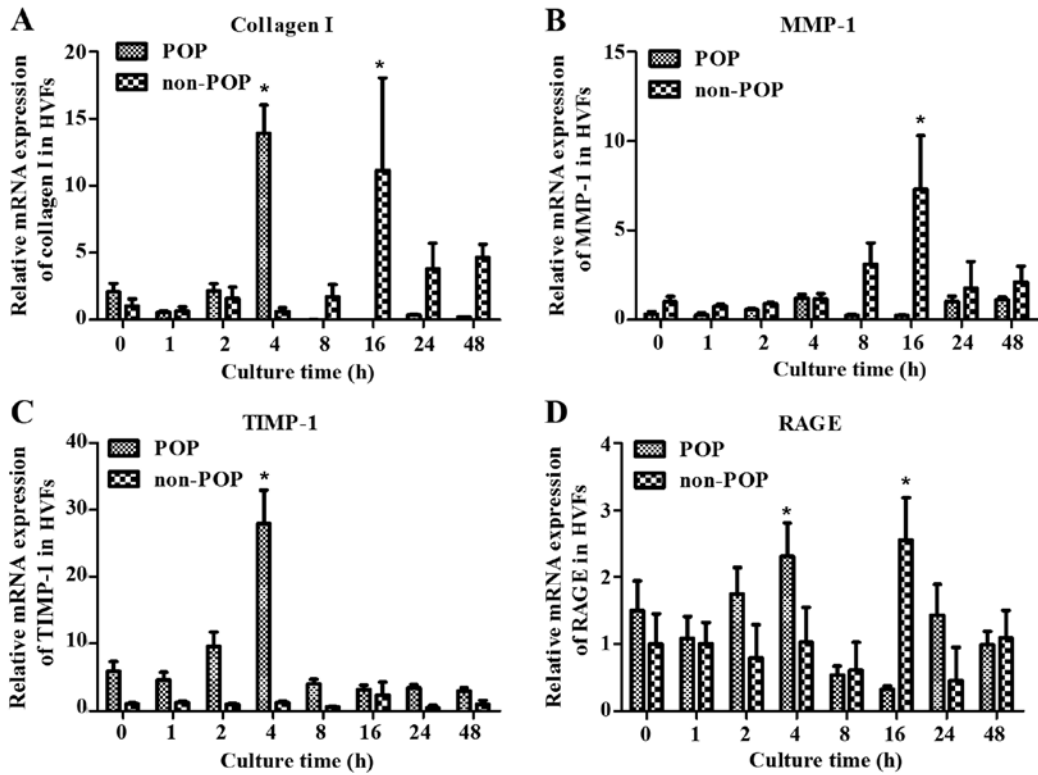 A
Collagen I
Relative mRNA expression
of collagen I in HVFs
20
15
10
5
0
POP
non-POP
*
*
0 1 2 4 8 16 24 48
Culture time (h)
B
MMP-1
Relative mRNA expression
of MMP-1 in HVFs
15
10
5
0
POP
non-POP
*
0 1 2 4 8 16 24 48
Culture time (h)
C
TIMP-1
Relative mRNA expression
of TIMP-1 in HVFs
40
30
20
10
0
POP
non-POP
*
0 1 2 4 8 16 24 48
Culture time (h)
D
RAGE
Relative mRNA expression
of RAGE in HVFs
4
3
2
1
0
POP
non-POP
*
*
0 1 2 4 8 16 24 48
Culture time (h)